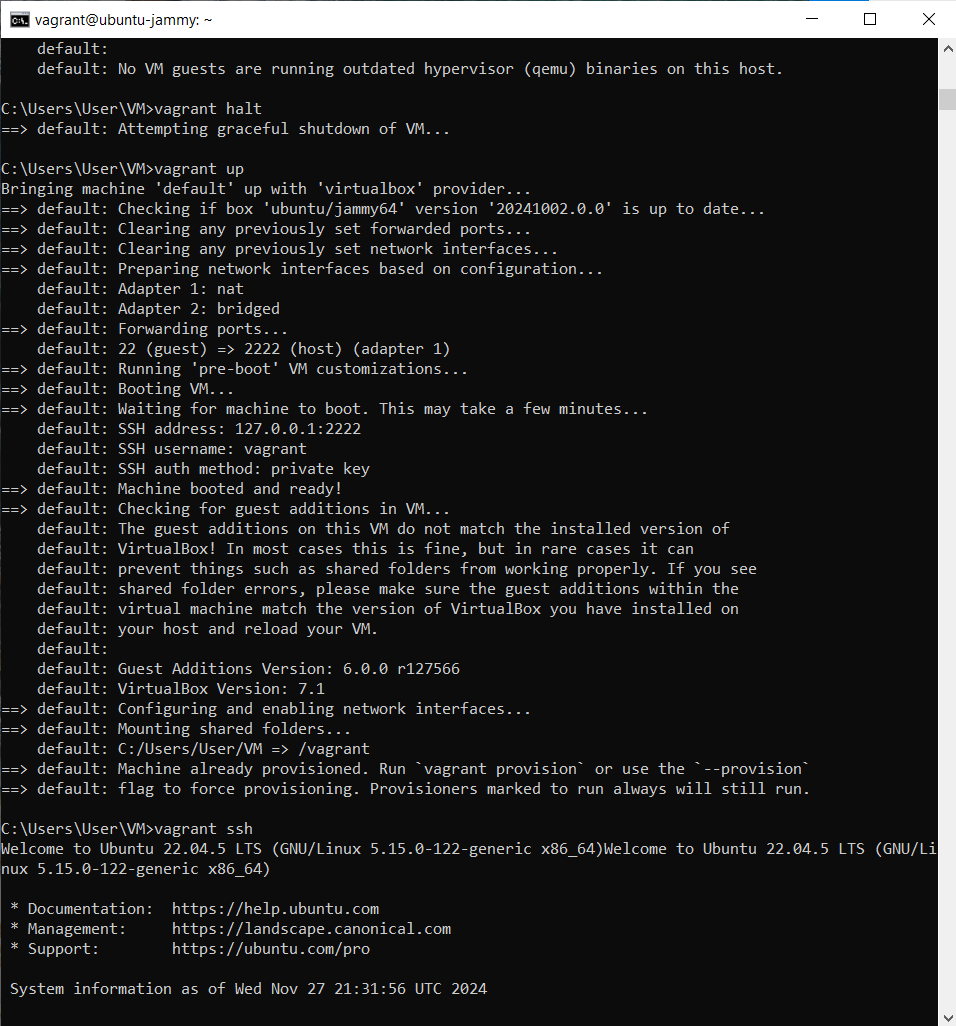 vagrant@ubuntu-jammy: ~
    default:
    default: No VM guests are running outdated hypervisor (qemu) binaries on this host.

C:\Users\User\VM>vagrant halt
==> default: Attempting graceful shutdown of VM...

C:\Users\User\VM>vagrant up
Bringing machine 'default' up with 'virtualbox' provider...
==> default: Checking if box 'ubuntu/jammy64' version '20241002.0.0' is up to date...
==> default: Clearing any previously set forwarded ports...
==> default: Clearing any previously set network interfaces...
==> default: Preparing network interfaces based on configuration...
    default: Adapter 1: nat
    default: Adapter 2: bridged
==> default: Forwarding ports...
    default: 22 (guest) => 2222 (host) (adapter 1)
==> default: Running 'pre-boot' VM customizations...
==> default: Booting VM...
==> default: Waiting for machine to boot. This may take a few minutes...
    default: SSH address: 127.0.0.1:2222
    default: SSH username: vagrant
    default: SSH auth method: private key
==> default: Machine booted and ready!
==> default: Checking for guest additions in VM...
    default: The guest additions on this VM do not match the installed version of
    default: VirtualBox! In most cases this is fine, but in rare cases it can
    default: prevent things such as shared folders from working properly. If you see
    default: shared folder errors, please make sure the guest additions within the
    default: virtual machine match the version of VirtualBox you have installed on
    default: your host and reload your VM.
    default:
    default: Guest Additions Version: 6.0.0 r127566
    default: VirtualBox Version: 7.1
==> default: Configuring and enabling network interfaces...
==> default: Mounting shared folders...
    default: C:/Users/User/VM => /vagrant
==> default: Machine already provisioned. Run `vagrant provision` or use the `--provision`
==> default: flag to force provisioning. Provisioners marked to run always will still run.

C:\Users\User\VM>vagrant ssh
Welcome to Ubuntu 22.04.5 LTS (GNU/Linux 5.15.0-122-generic x86_64)Welcome to Ubuntu 22.04.5 LTS (GNU/Li
nux 5.15.0-122-generic x86_64)

 * Documentation:  https://help.ubuntu.com
 * Management:     https://landscape.canonical.com
 * Support:        https://ubuntu.com/pro

 System information as of Wed Nov 27 21:31:56 UTC 2024